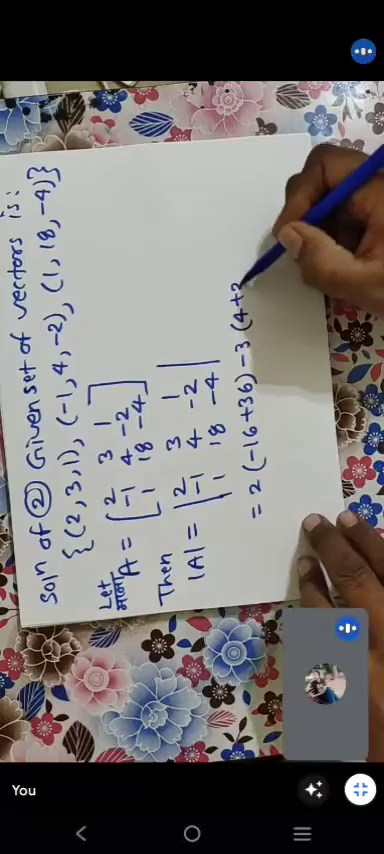 Soln of ② Given set of vectors is:
{(2, 3, 1), (-1, 4, -2), (1, 18, -4)}
Let
माना A = [ 2 3 1
-1 4 -2
1 18 -4 ]
Then
|A| = | 2 3 1
-1 4 -2
1 18 -4 |
= 2 (-16 + 36) - 3 (4 + 2
You